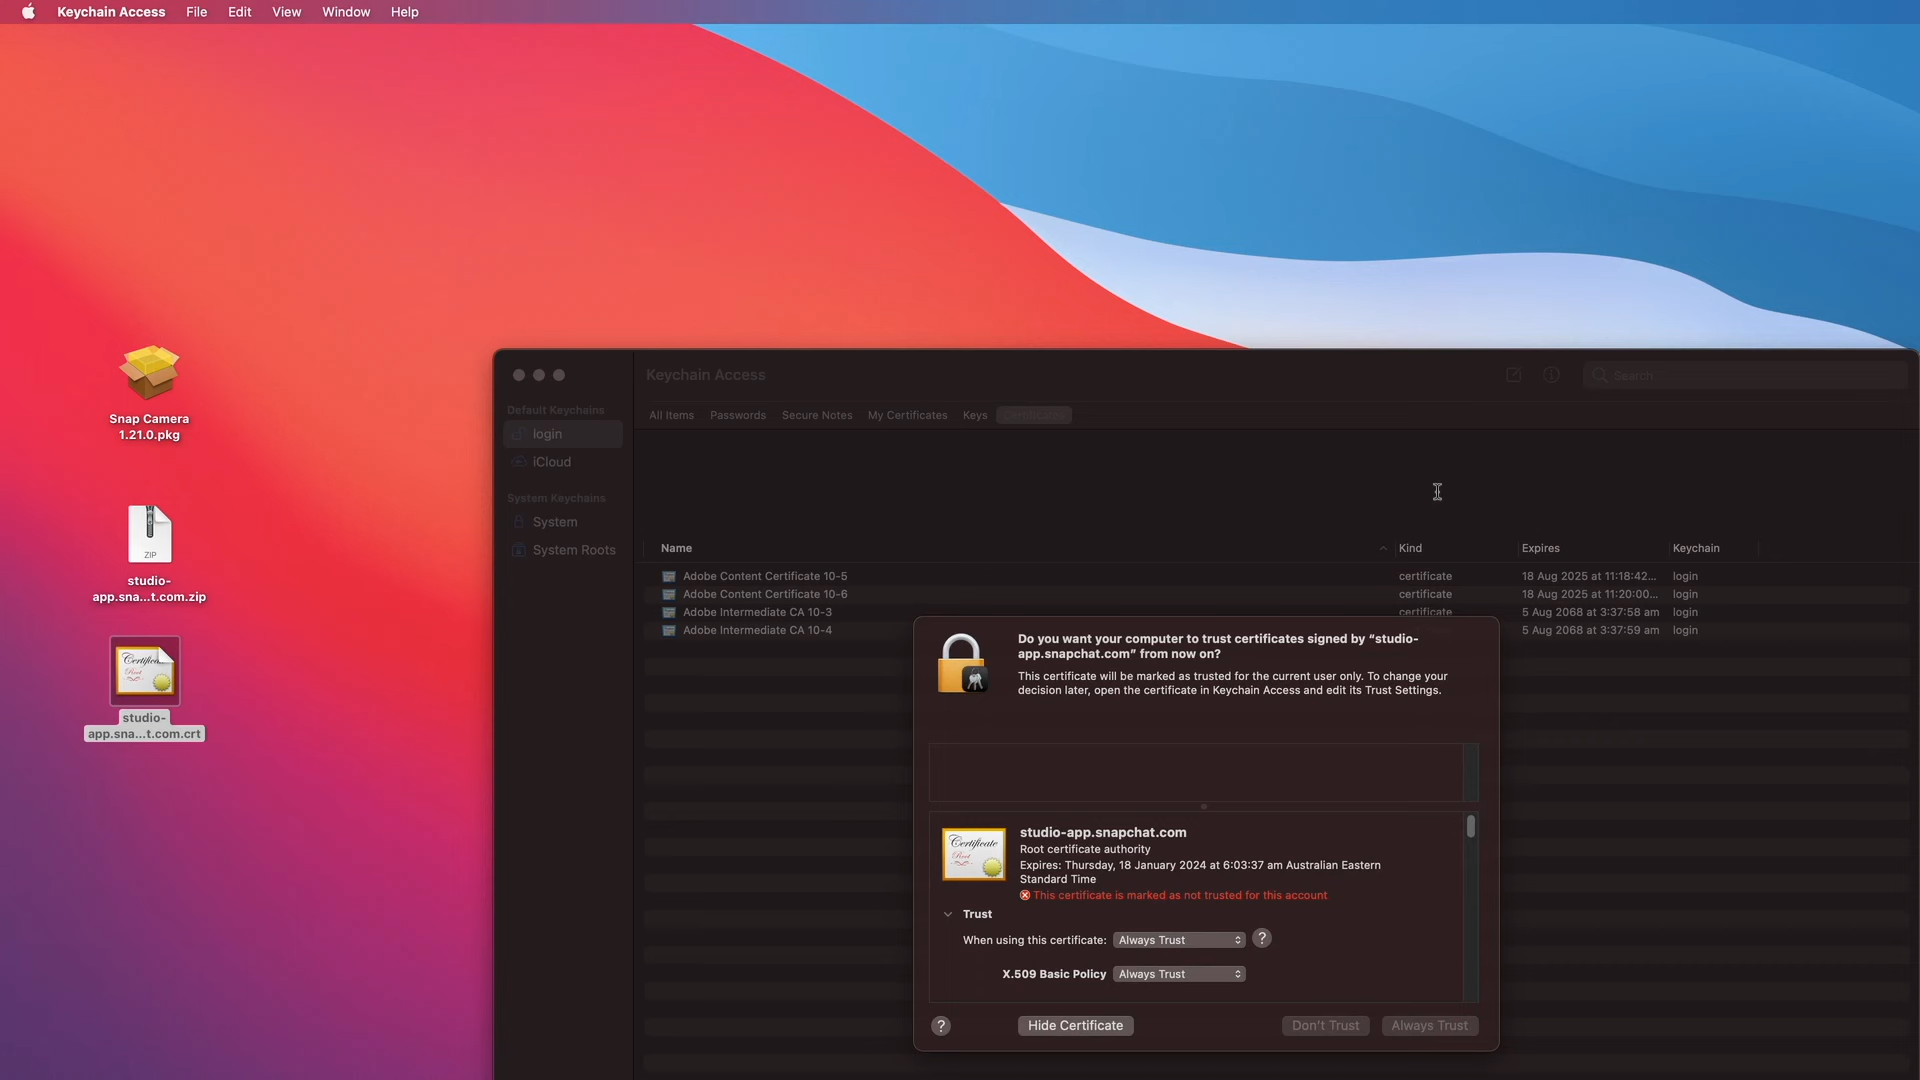 Keychain Access File Edit View Window Help
Snap Camera
1.21.0.pkg
ZIP
studio-
app.sna...t.com.zip
studio-
app.sna...t.com.crt
Keychain Access
Search
Default Keychains
login
iCloud
System Keychains
System
System Roots
All Items Passwords Secure Notes My Certificates Keys Certificates
Name Kind Expires Keychain
Adobe Content Certificate 10-5 certificate 18 Aug 2025 at 11:18:42... login
Adobe Content Certificate 10-6 certificate 18 Aug 2025 at 11:20:00... login
Adobe Intermediate CA 10-3 certificate 5 Aug 2068 at 3:37:58 am login
Adobe Intermediate CA 10-4 5 Aug 2068 at 3:37:59 am login
Do you want your computer to trust certificates signed by “studio-
app.snapchat.com” from now on?
This certificate will be marked as trusted for the current user only. To change your
decision later, open the certificate in Keychain Access and edit its Trust Settings.
Certificate
Root
studio-app.snapchat.com
Root certificate authority
Expires: Thursday, 18 January 2024 at 6:03:37 am Australian Eastern
Standard Time
This certificate is marked as not trusted for this account
Trust
When using this certificate: Always Trust ?
X.509 Basic Policy Always Trust
? Hide Certificate Don't Trust Always Trust